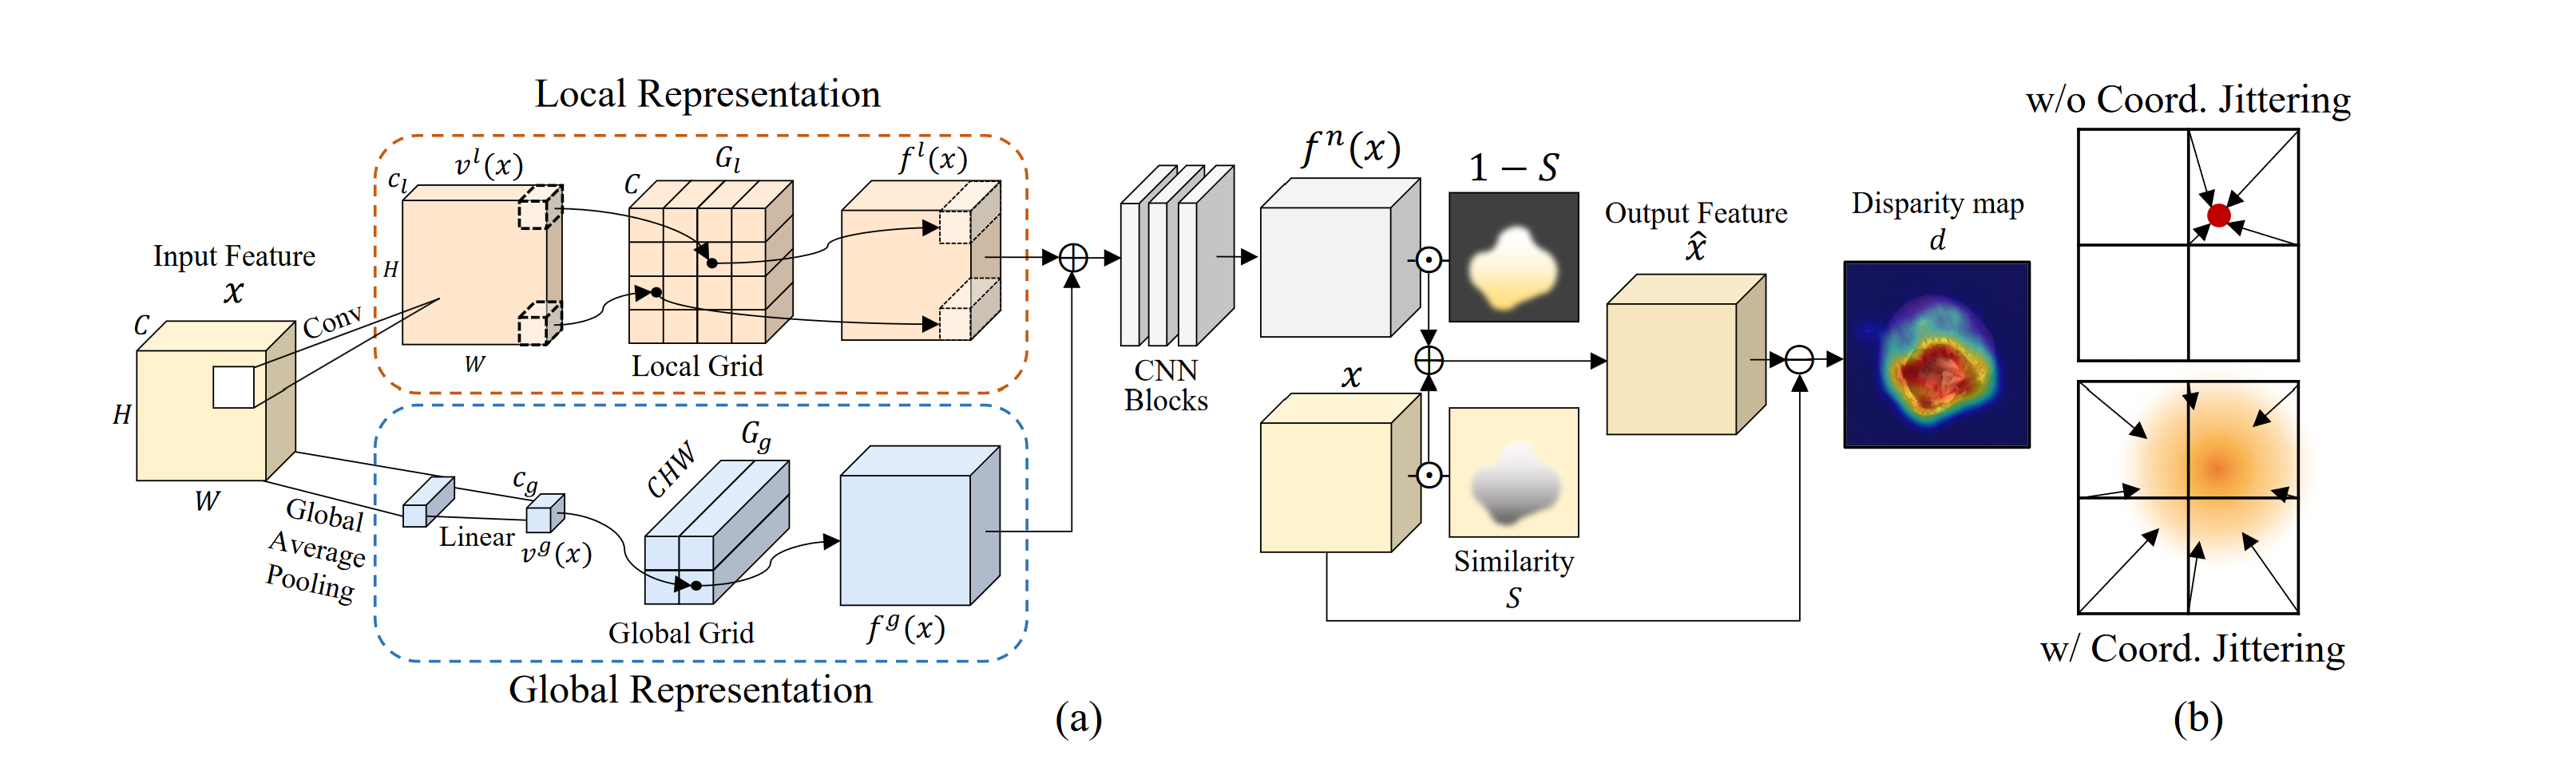 Local Representation
v^l(x)
c_l
H
W
C
G_l
Local Grid
f^l(x)
Input Feature
x
C
H
W
Conv
Global
Average
Pooling
Linear
c_g
v^g(x)
CHW
G_g
Global Grid
f^g(x)
Global Representation
CNN
Blocks
f^n(x)
1 − S
x
Similarity
S
Output Feature
x̂
Disparity map
d
(a)
w/o Coord. Jittering
w/ Coord. Jittering
(b)